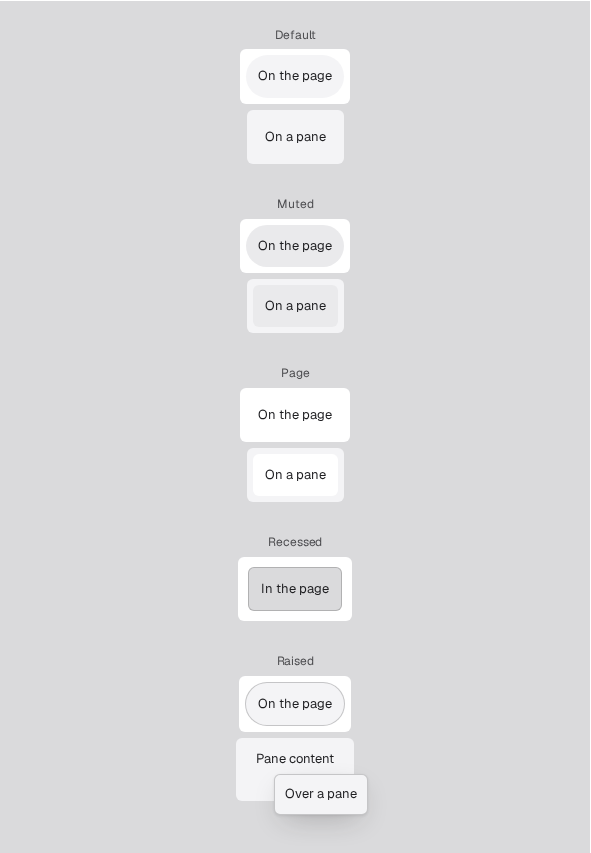 Default
On the page
On a pane
Muted
On the page
On a pane
Page
On the page
On a pane
Recessed
In the page
Raised
On the page
Pane content
Over a pane